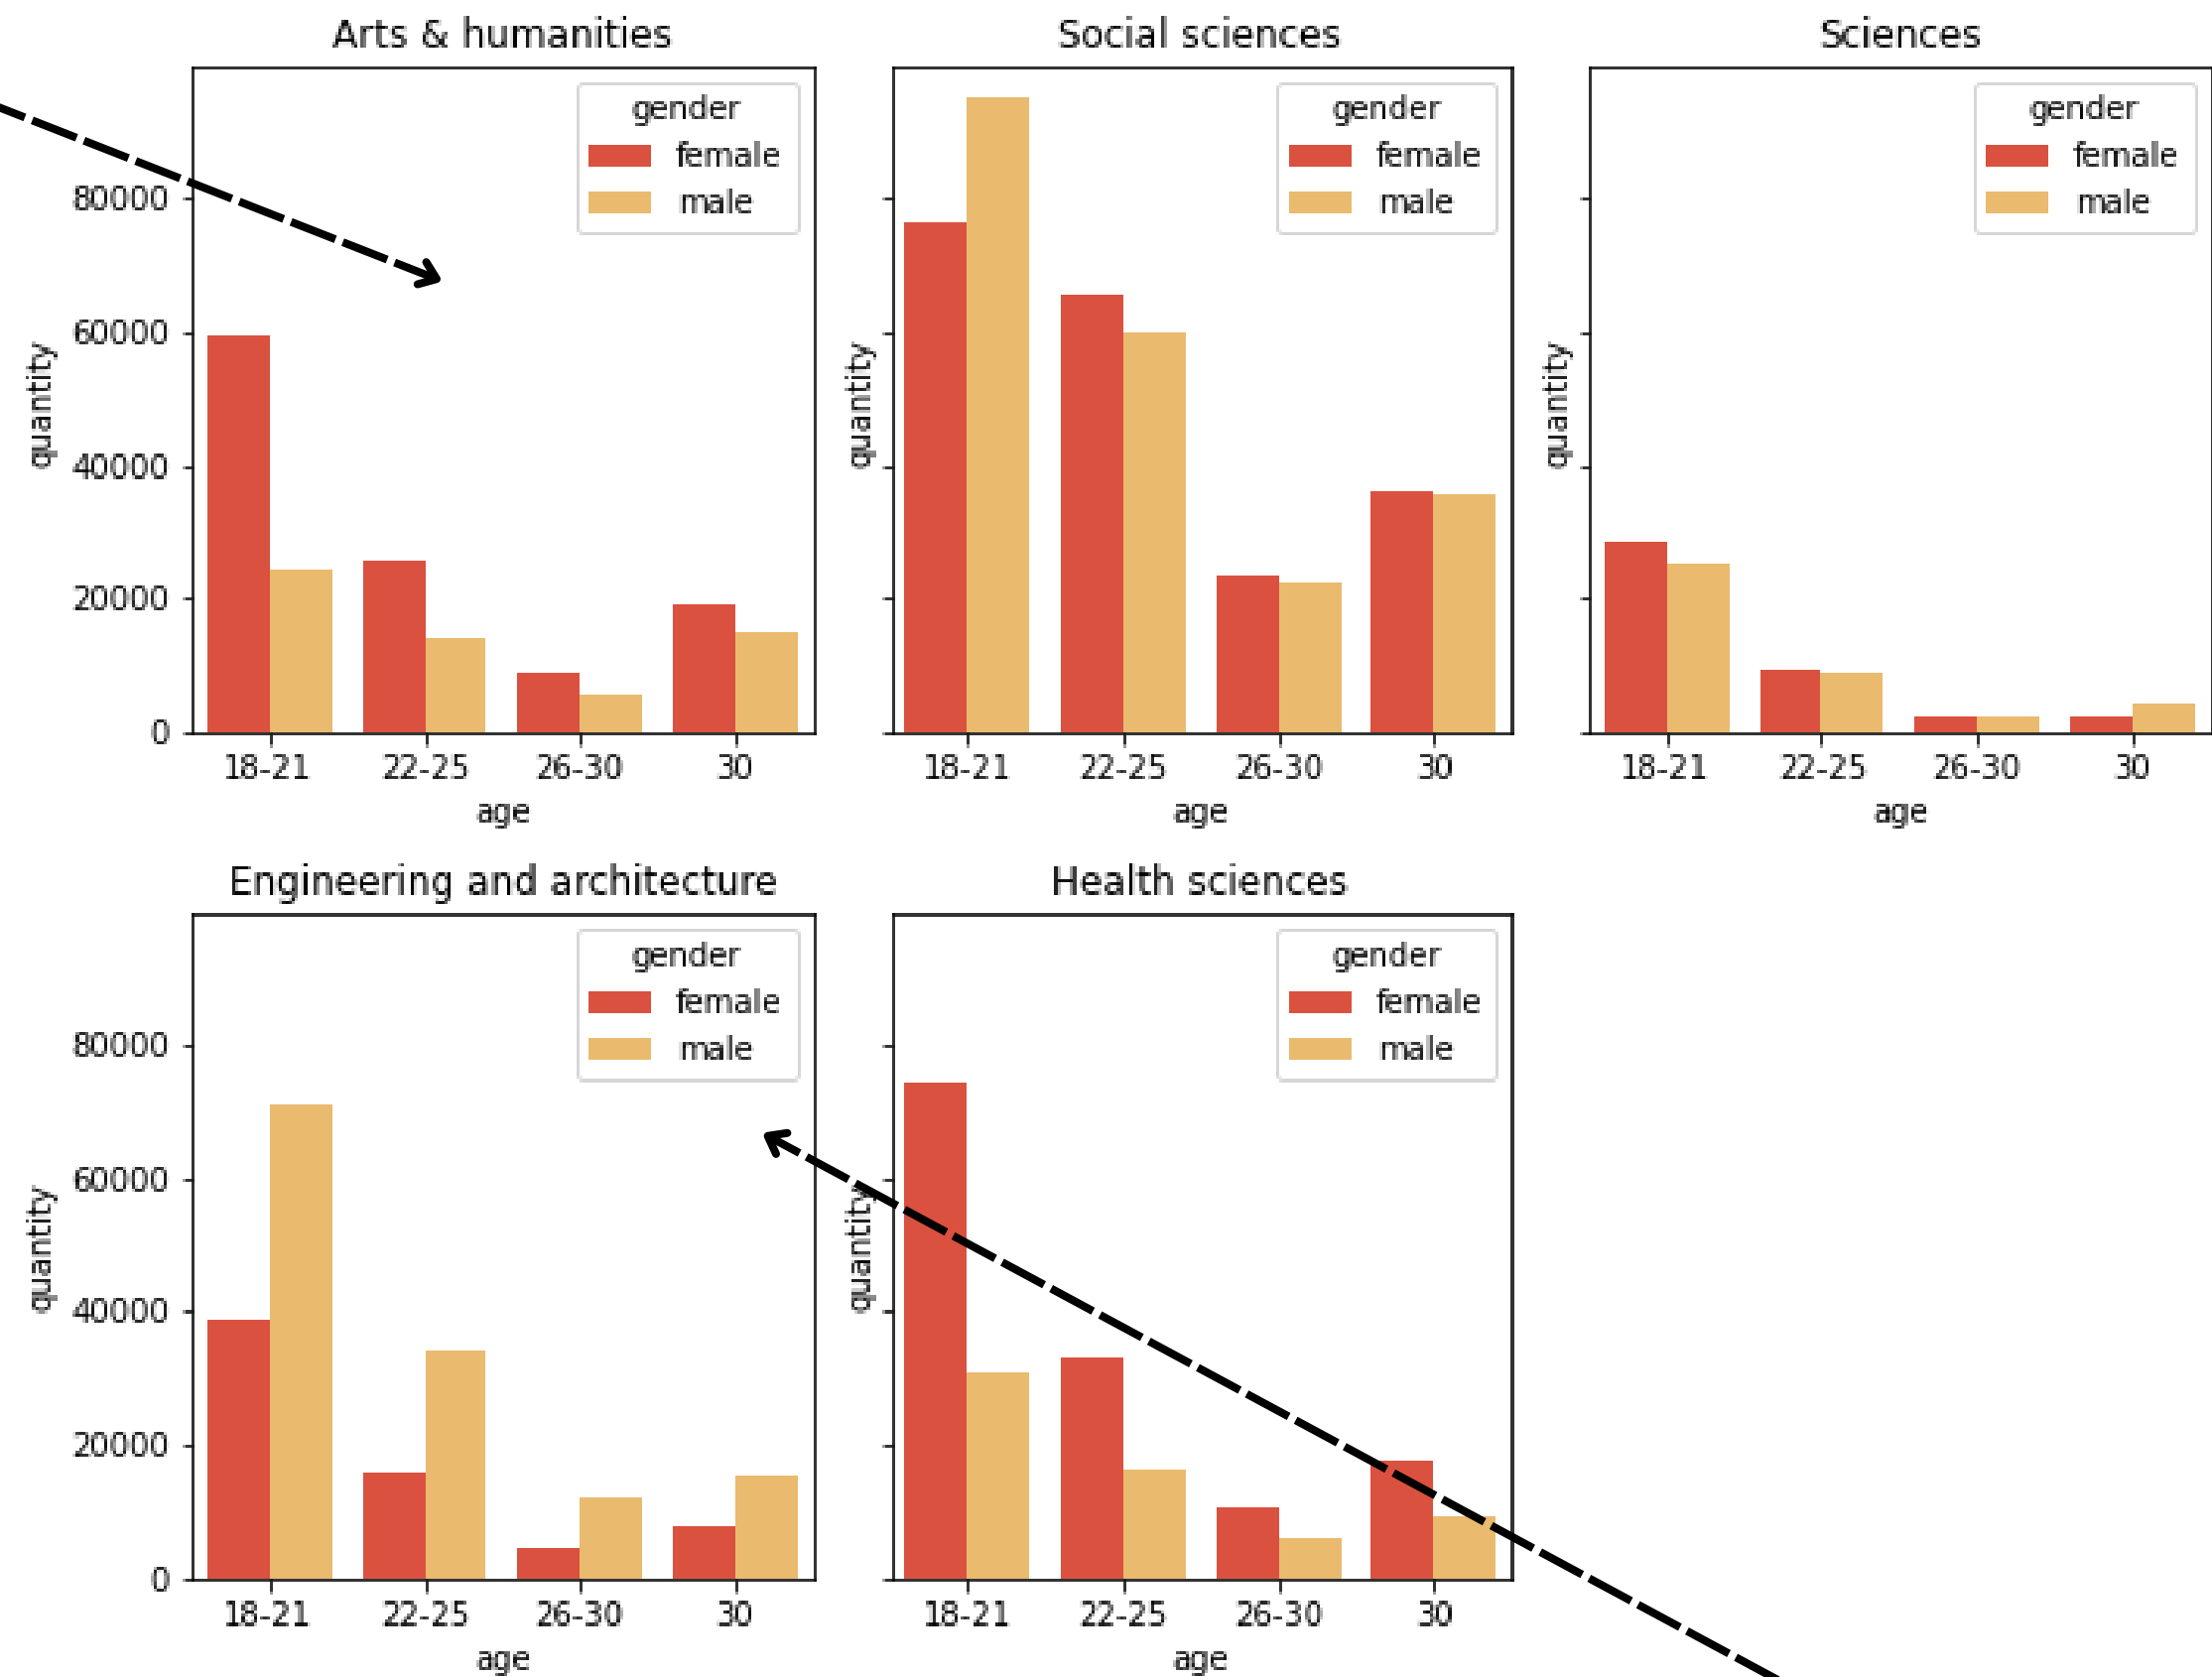 Arts & humanities
gender
female
male
80000
60000
40000
20000
0
quantity
18-21 22-25 26-30 30
age
Social sciences
gender
female
male
quantity
18-21 22-25 26-30 30
age
Sciences
gender
female
male
quantity
18-21 22-25 26-30 30
age
Engineering and architecture
gender
female
male
80000
60000
40000
20000
0
quantity
18-21 22-25 26-30 30
age
Health sciences
gender
female
male
quantity
18-21 22-25 26-30 30
age